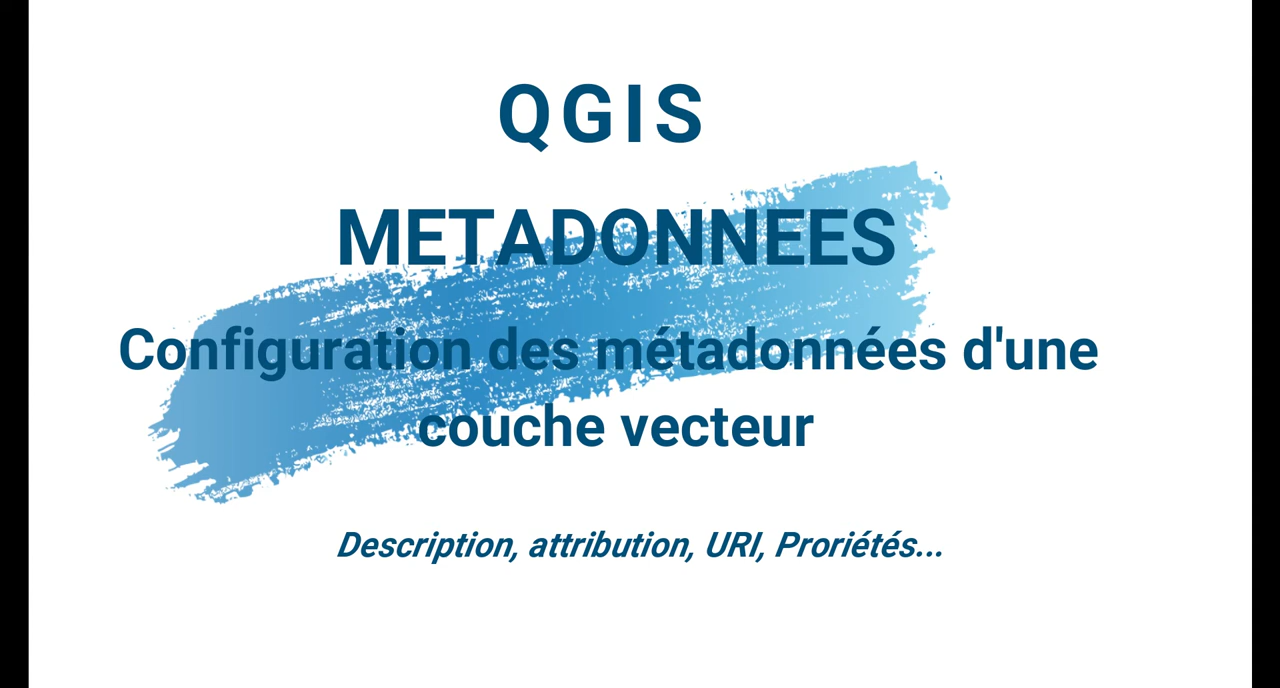 QGIS
METADONNEES
Configuration des métadonnées d'une
couche vecteur
Description, attribution, URI, Proriétés...